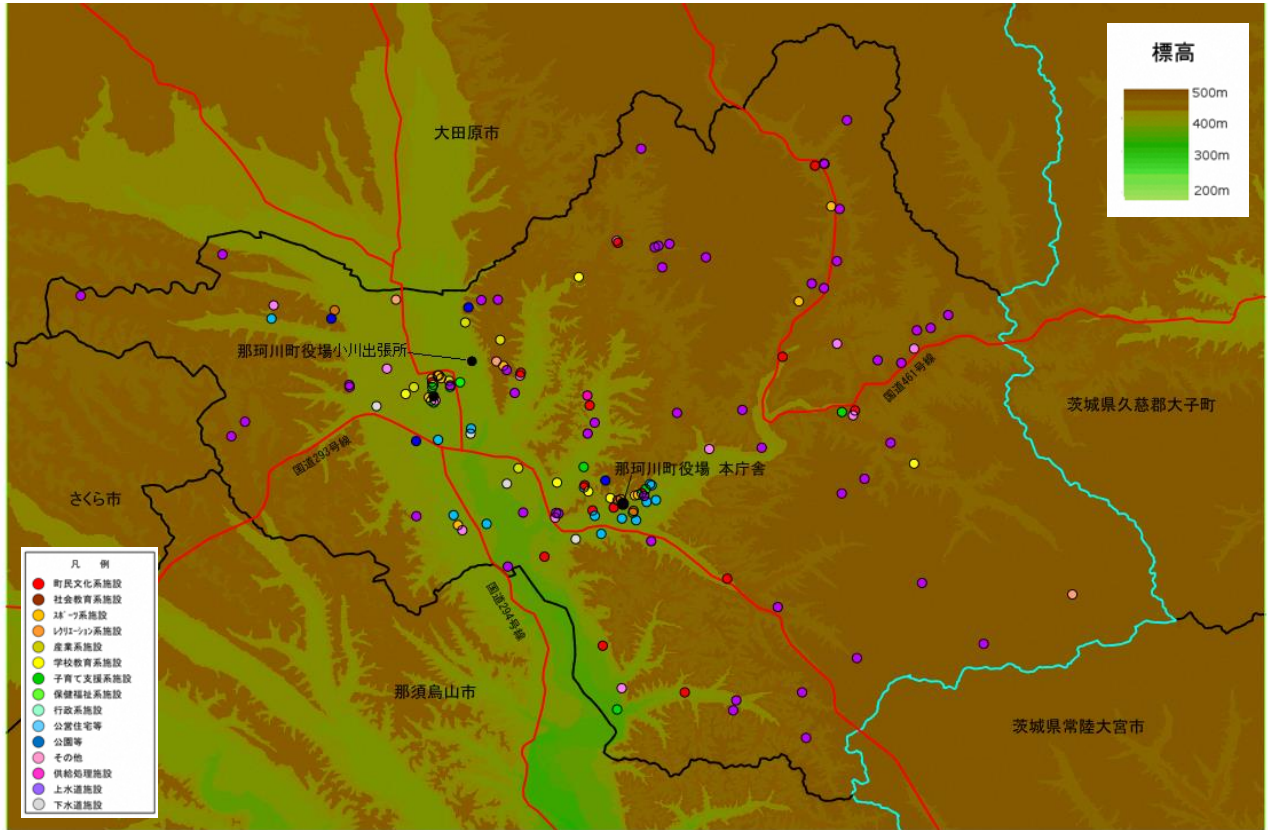 標高
500m
400m
300m
200m
大田原市
那珂川町役場小川出張所
国道461号線
茨城県久慈郡大子町
国道293号線
那珂川町役場 本庁舎
さくら市
国道294号線
那須烏山市
茨城県常陸大宮市
凡 例
町民文化系施設
社会教育系施設
スポーツ系施設
レクリエーション系施設
産業系施設
学校教育系施設
子育て支援系施設
保健福祉系施設
行政系施設
公営住宅等
公園等
その他
供給処理施設
上水道施設
下水道施設